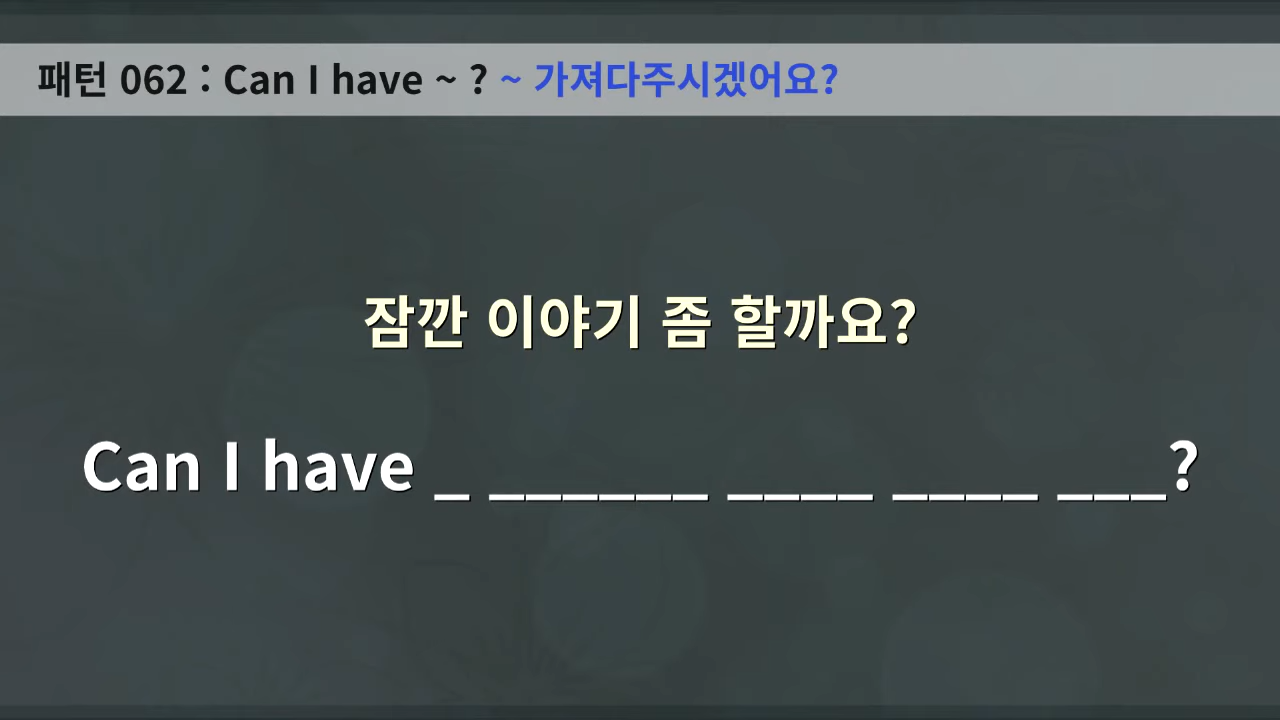 패턴 062 : Can I have ~ ? ~ 가져다주시겠어요?
잠깐 이야기 좀 할까요?
Can I have _ ______ ____ ____ ___?